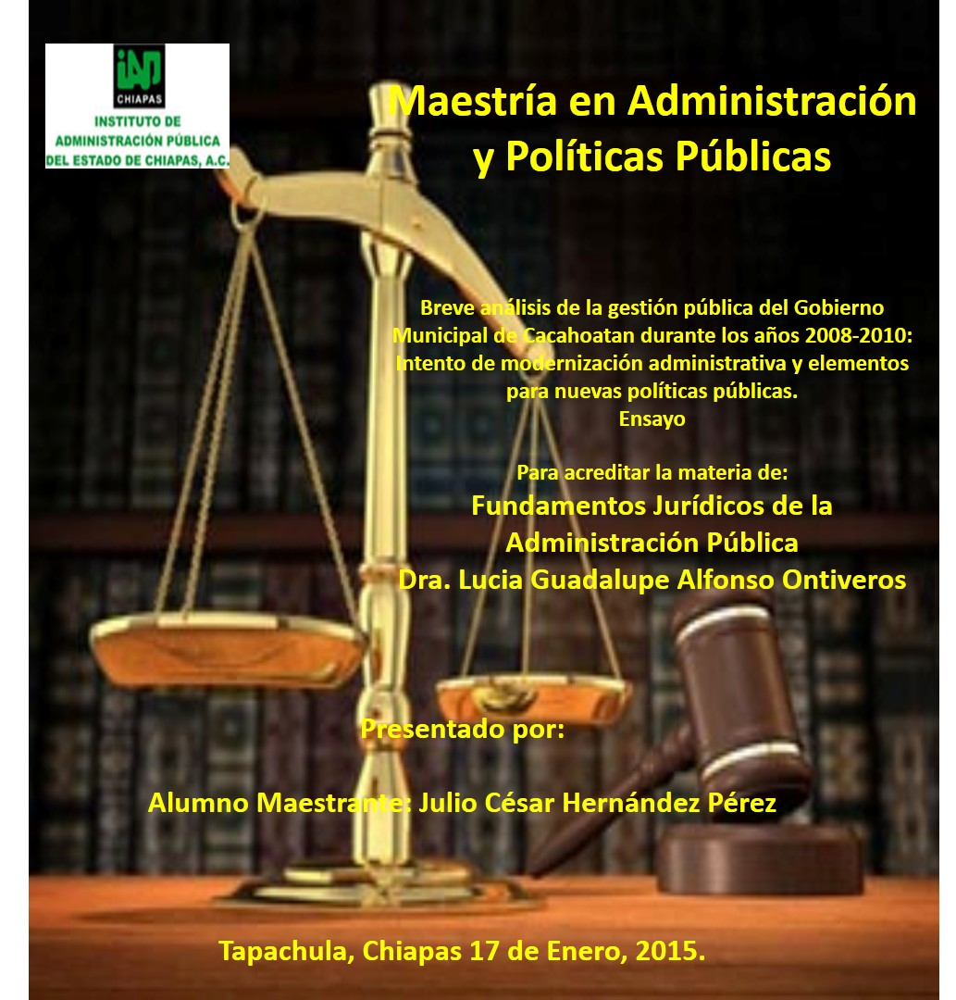 iAP
CHIAPAS
INSTITUTO DE
ADMINISTRACIÓN PÚBLICA
DEL ESTADO DE CHIAPAS, A.C.
Maestría en Administración
y Políticas Públicas
Breve análisis de la gestión pública del Gobierno
Municipal de Cacahoatan durante los años 2008-2010:
Intento de modernización administrativa y elementos
para nuevas políticas públicas.
Ensayo
Para acreditar la materia de:
Fundamentos Jurídicos de la
Administración Pública
Dra. Lucia Guadalupe Alfonso Ontiveros
Presentado por:
Alumno Maestrante: Julio César Hernández Pérez
Tapachula, Chiapas 17 de Enero, 2015.